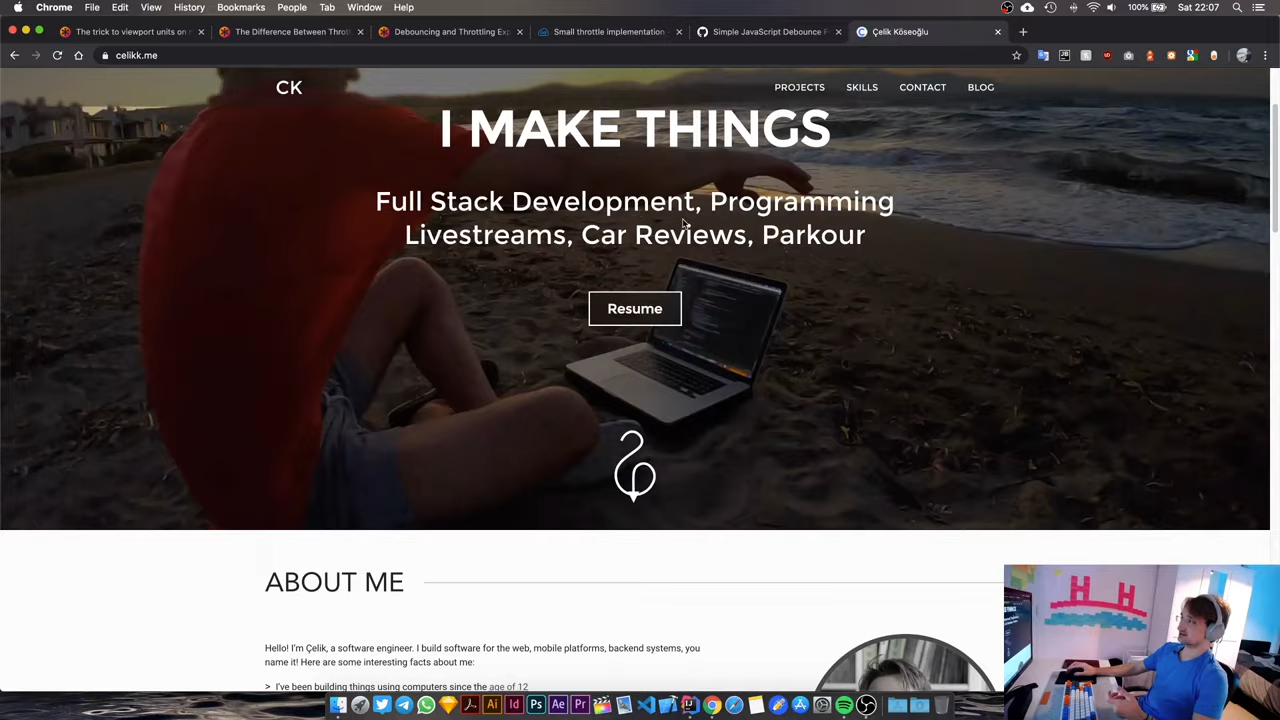 Chrome File Edit View History Bookmarks People Tab Window Help 100% Sat 22:07
The trick to viewport units on m
The Difference Between Throt
Debouncing and Throttling Exp
Small throttle implementation
Simple JavaScript Debounce F
Çelik Köseoğlu
celikk.me
CK PROJECTS SKILLS CONTACT BLOG
I MAKE THINGS
Full Stack Development, Programming
Livestreams, Car Reviews, Parkour
Resume
ABOUT ME
Hello! I'm Çelik, a software engineer. I build software for the web, mobile platforms, backend systems, you
name it! Here are some interesting facts about me:
> I've been building things using computers since the age of 12